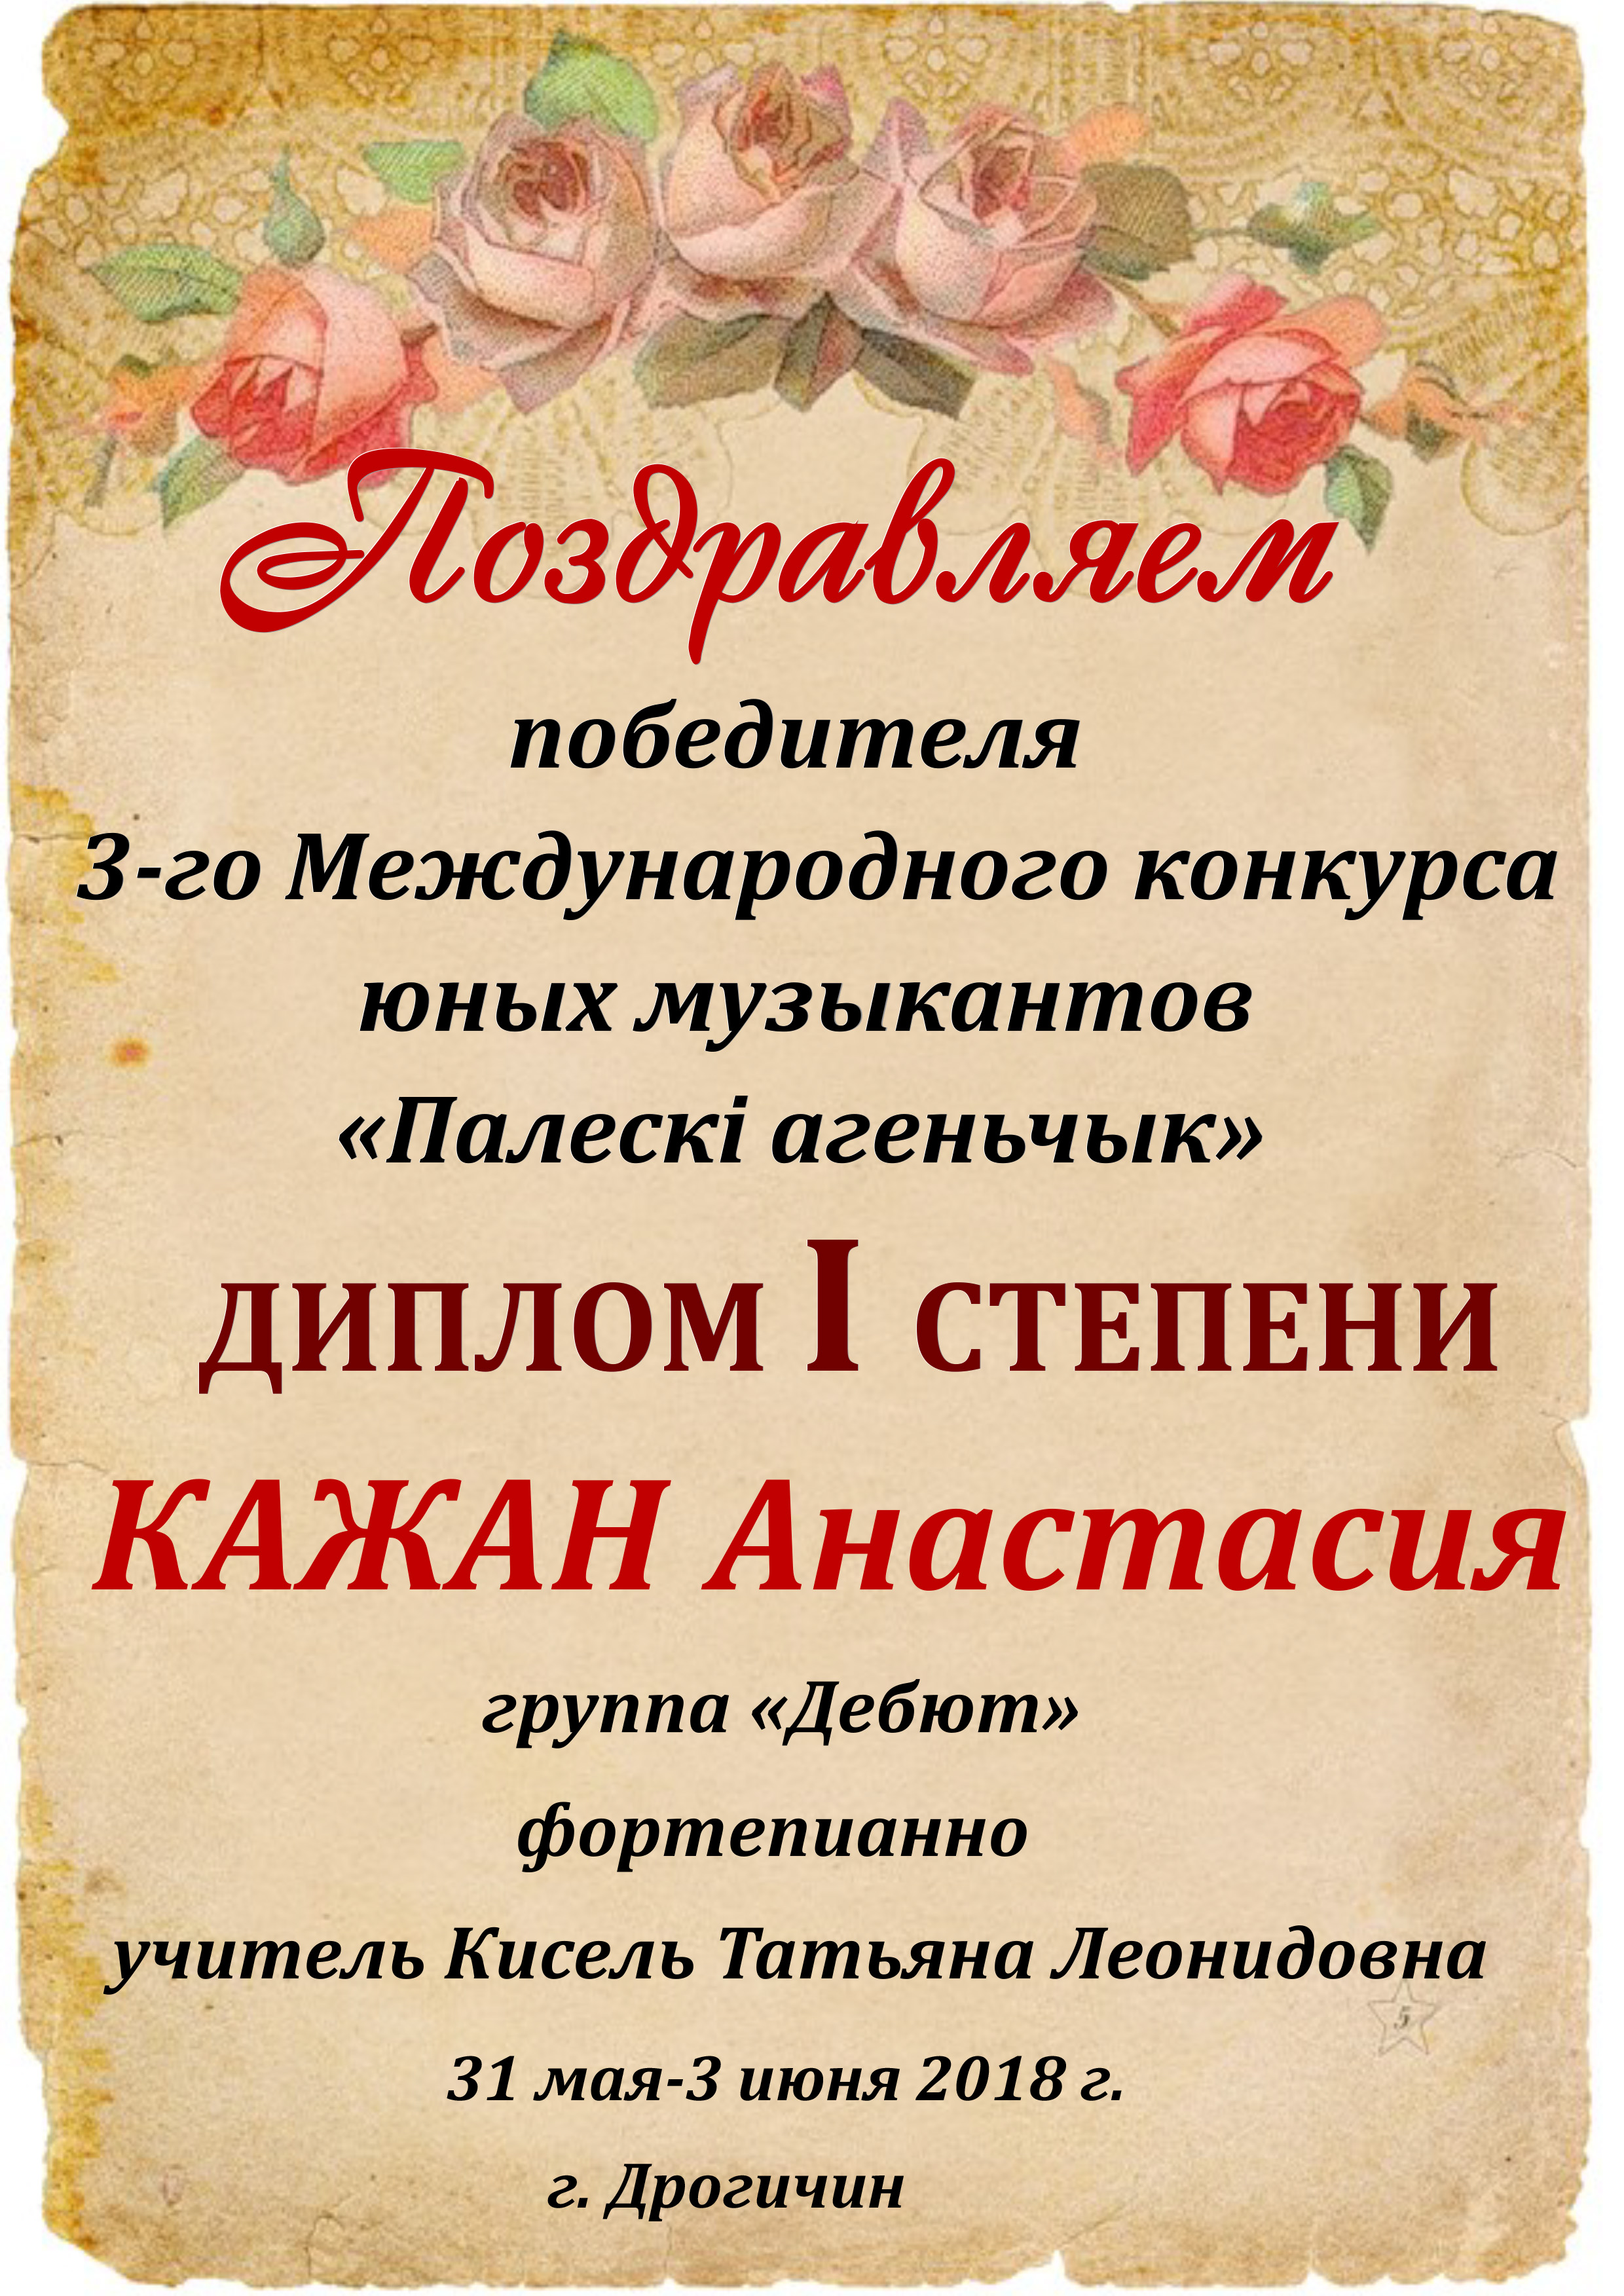 Поздравляем
победителя
3-го Международного конкурса
юных музыкантов
«Палескі агеньчык»
ДИПЛОМ I СТЕПЕНИ
КАЖАН Анастасия
группа «Дебют»
фортепианно
учитель Кисель Татьяна Леонидовна
5
31 мая-3 июня 2018 г.
г. Дрогичин